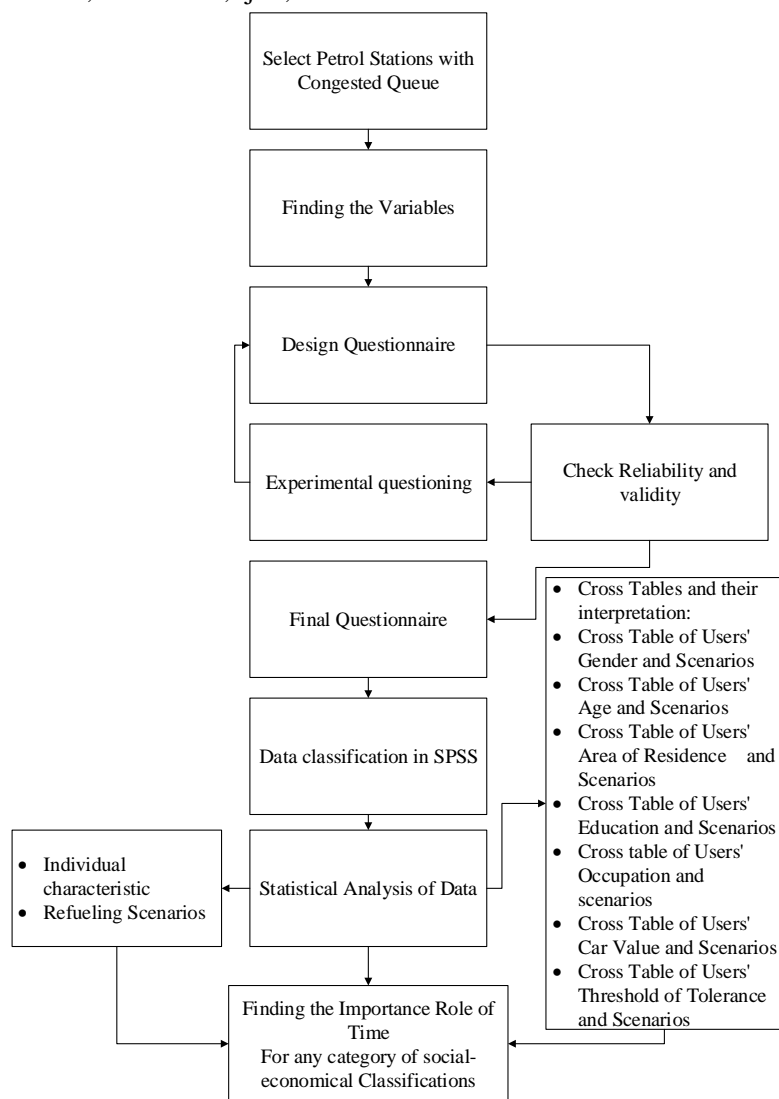 Select Petrol Stations with
Congested Queue
Finding the Variables
Design Questionnaire
Experimental questioning
Check Reliability and
validity
Final Questionnaire
Data classification in SPSS
Statistical Analysis of Data
• Individual
characteristic
• Refueling Scenarios
• Cross Tables and their
interpretation:
• Cross Table of Users'
Gender and Scenarios
• Cross Table of Users'
Age and Scenarios
• Cross Table of Users'
Area of Residence and
Scenarios
• Cross Table of Users'
Education and Scenarios
• Cross table of Users'
Occupation and
scenarios
• Cross Table of Users'
Car Value and Scenarios
• Cross Table of Users'
Threshold of Tolerance
and Scenarios
Finding the Importance Role of
Time
For any category of social-
economical Classifications